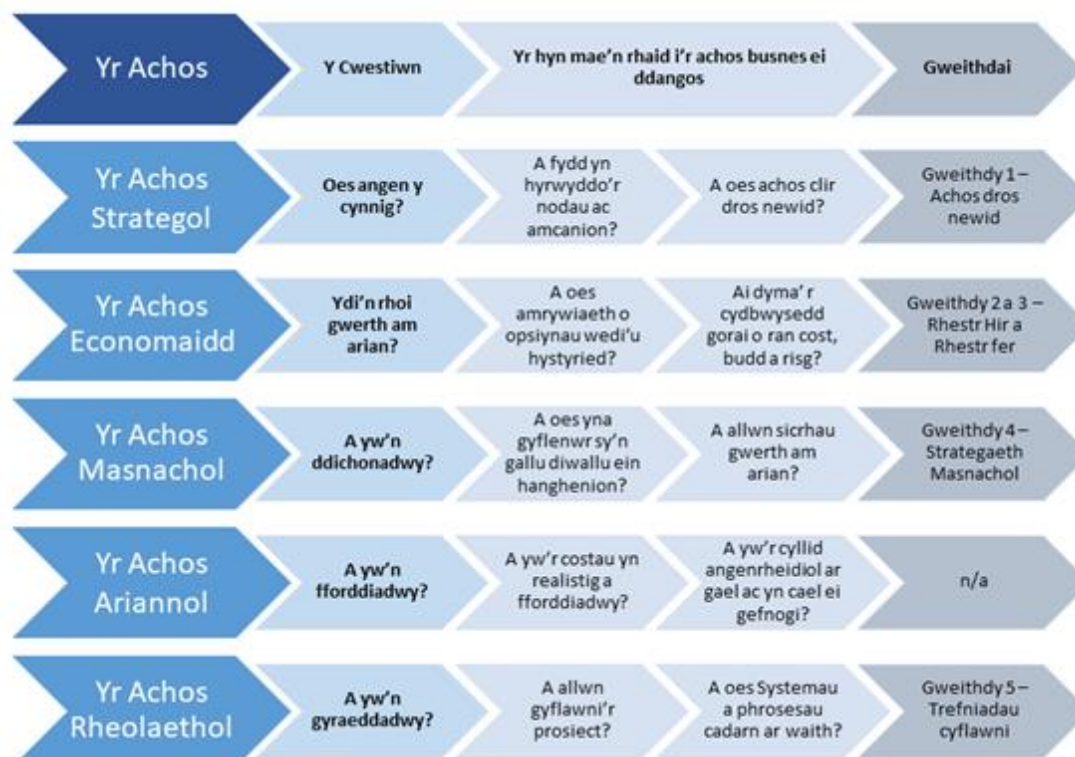 Yr Achos
Y Cwestiwn
Yr hyn mae'n rhaid i'r achos busnes ei
ddangos
Gweithdai
Yr Achos
Strategol
Oes angen y
cynnig?
A fydd yn
hyrwyddo'r
nodau ac
amcanion?
A oes achos clir
dros newid?
Gweithdy 1 –
Achos dros
newid
Yr Achos
Economaidd
Ydi'n rhoi
gwerth am
arian?
A oes
amrywiaeth o
opsiynau wedi'u
hystyried?
Ai dyma'r
cydbwysedd
gorai o ran cost,
budd a risg?
Gweithdy 2 a 3 –
Rhestr Hir a
Rhestr fer
Yr Achos
Masnachol
A yw'n
ddichonadwy?
A oes yna
gyflenwr sy'n
gallu diwallu ein
hanghenion?
A allwn sicrhau
gwerth am
arian?
Gweithdy 4 –
Strategaeth
Masnachol
Yr Achos
Ariannol
A yw'n
fforddiadwy?
A yw'r costau yn
realistig a
fforddiadwy?
A yw'r cyllid
angenrheidiol ar
gael ac yn cael ei
gefnogi?
n/a
Yr Achos
Rheolaethol
A yw'n
gyraeddadwy?
A allwn
gyflawni'r
prosiect?
A oes Systemau
a phrosesau
cadarn ar waith?
Gweithdy 5 –
Trefniadau
cyflawni